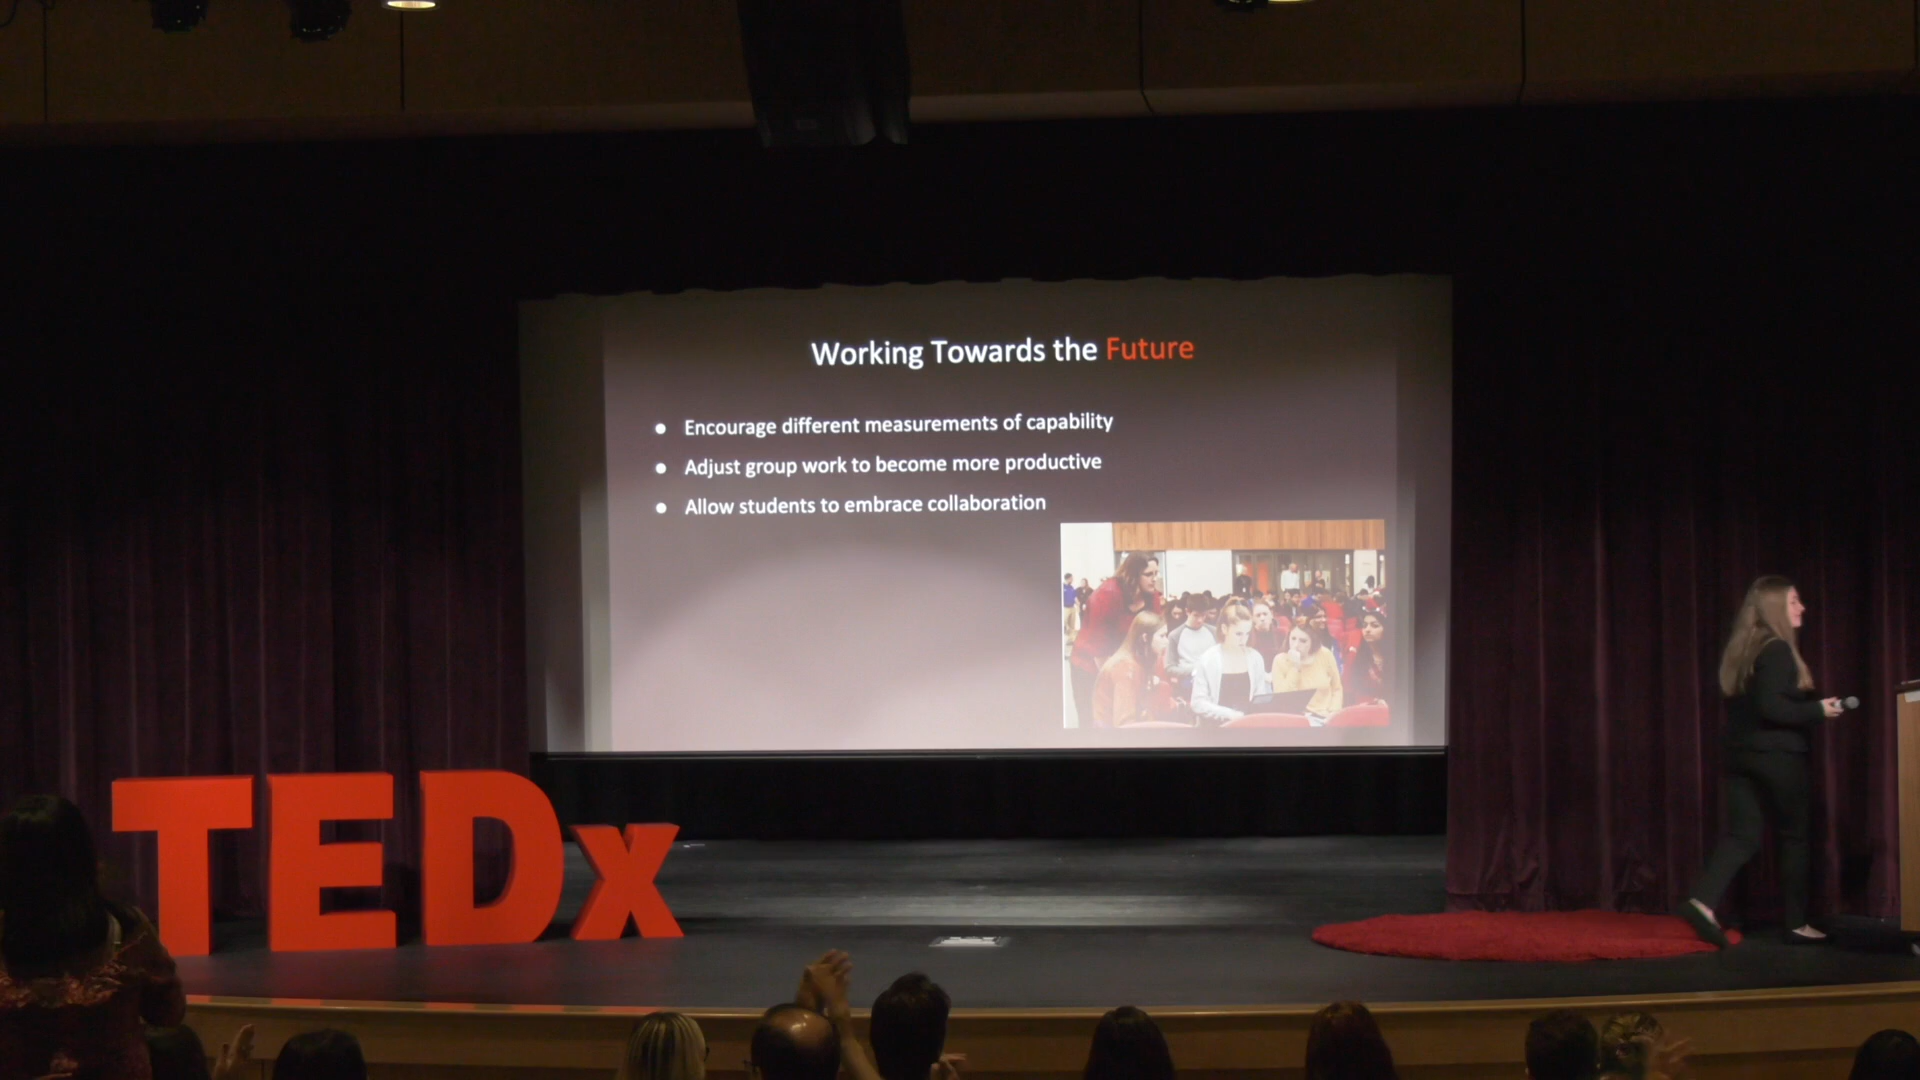 Working Towards the Future
● Encourage different measurements of capability
● Adjust group work to become more productive
● Allow students to embrace collaboration
TEDx